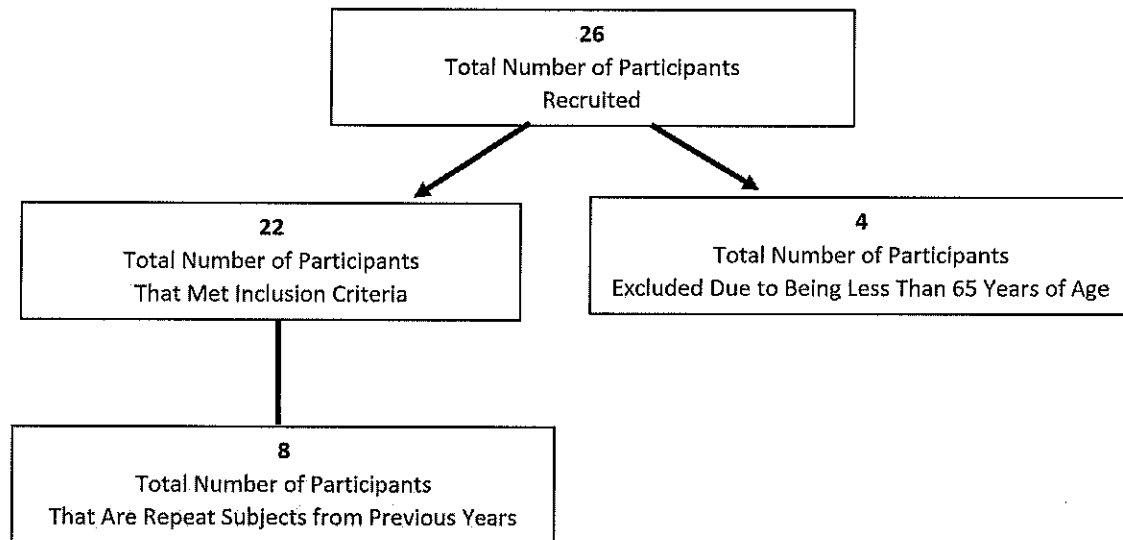 26
Total Number of Participants
Recruited
22
Total Number of Participants
That Met Inclusion Criteria
4
Total Number of Participants
Excluded Due to Being Less Than 65 Years of Age
8
Total Number of Participants
That Are Repeat Subjects from Previous Years